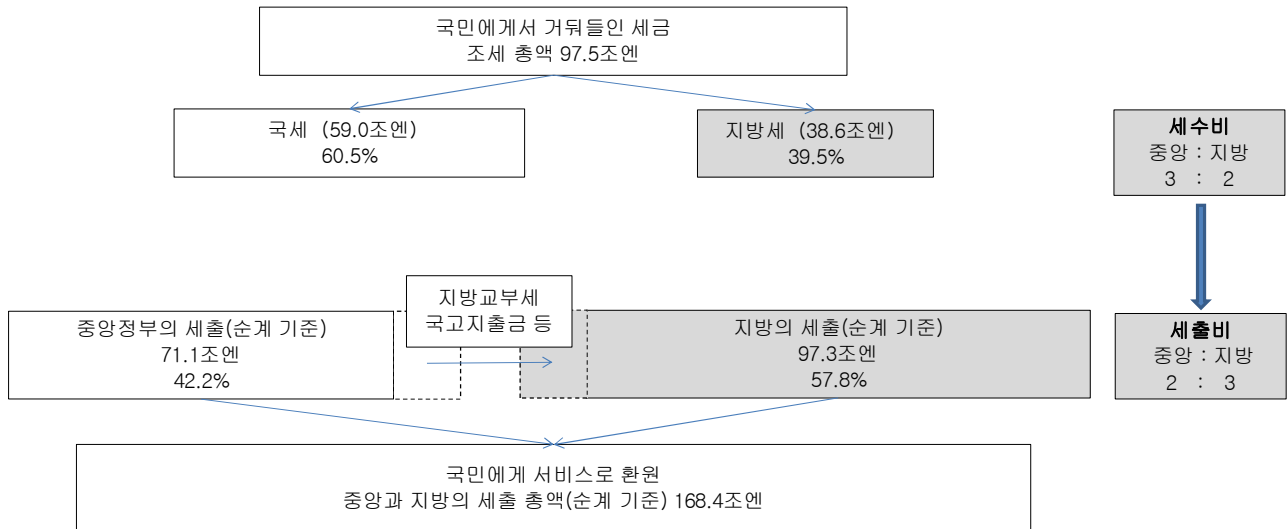 국민에게서 거둬들인 세금
조세 총액 97.5조엔
국세 (59.0조엔)
60.5%
지방세 (38.6조엔)
39.5%
세수비
중앙 : 지방
3 : 2
지방교부세
국고지출금 등
중앙정부의 세출(순계 기준)
71.1조엔
42.2%
지방의 세출(순계 기준)
97.3조엔
57.8%
세출비
중앙 : 지방
2 : 3
국민에게 서비스로 환원
중앙과 지방의 세출 총액(순계 기준) 168.4조엔